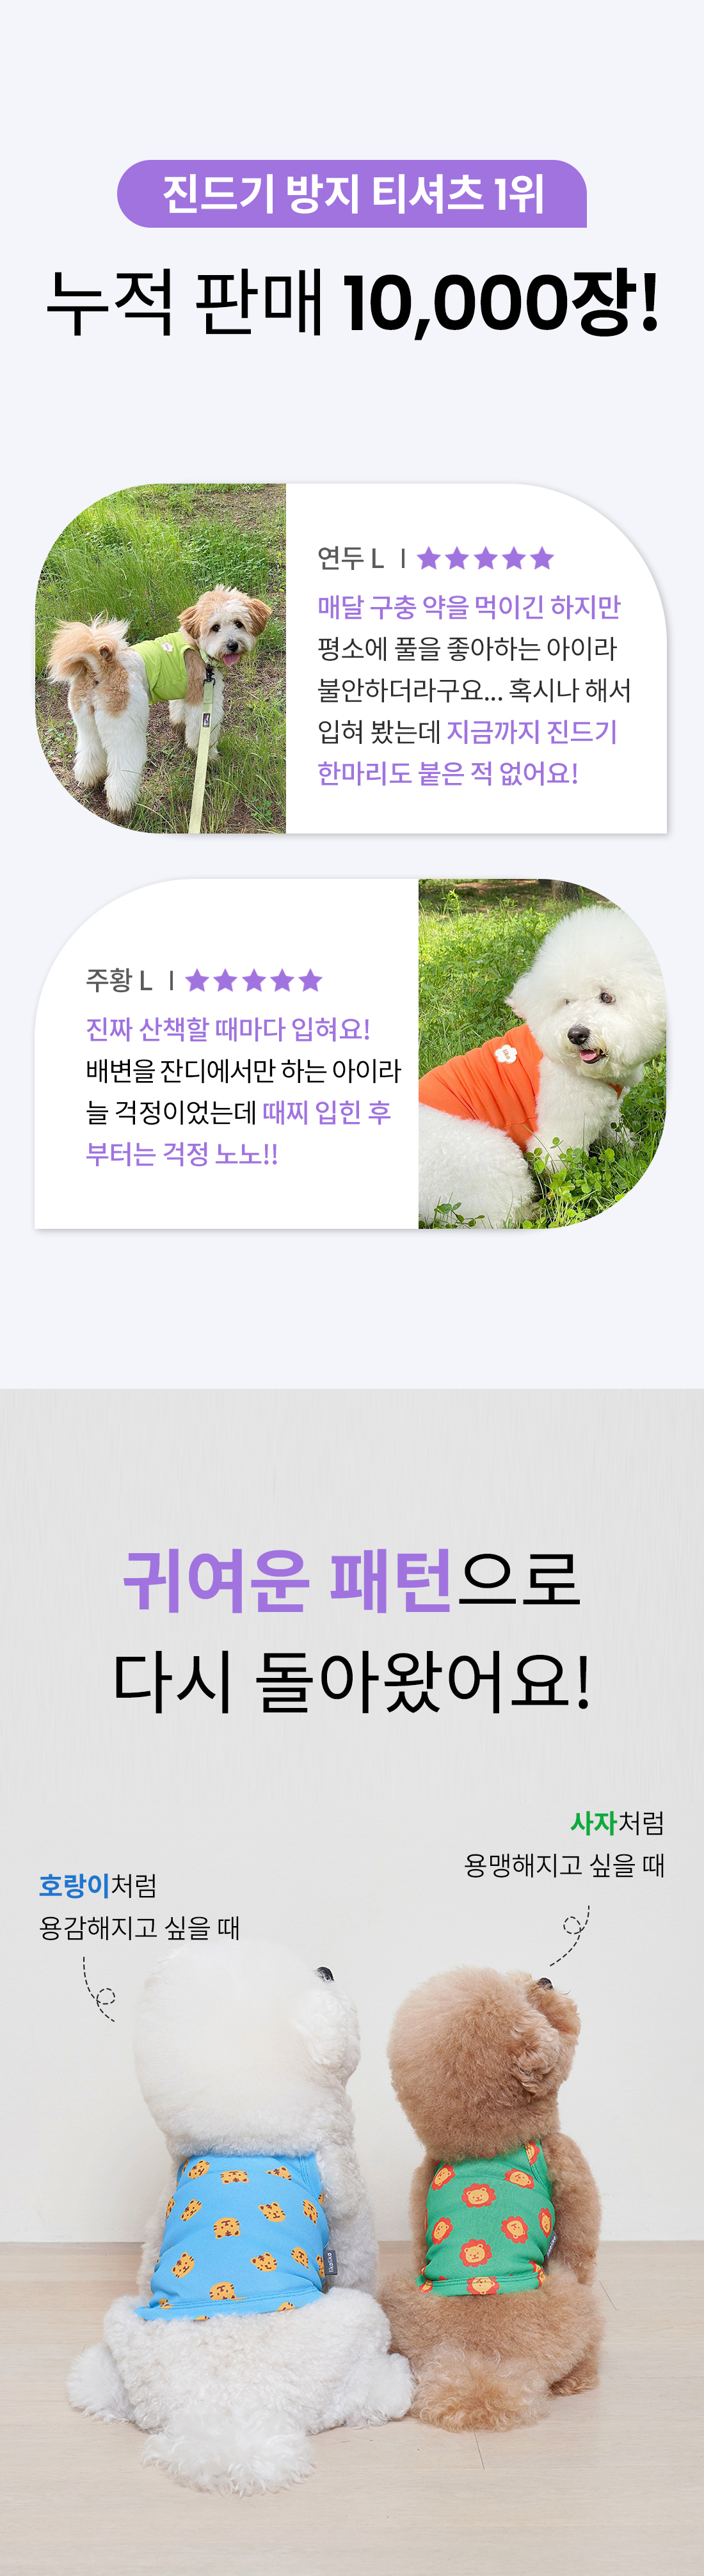 진드기 방지 티셔츠 1위
누적 판매 10,000장!
연두 L | ★★★★★
매달 구충 약을 먹이긴 하지만
평소에 풀을 좋아하는 아이라
불안하더라구요... 혹시나 해서
입혀 봤는데 지금까지 진드기
한마리도 붙은 적 없어요!
주황 L | ★★★★★
진짜 산책할 때마다 입혀요!
배변을 잔디에서만 하는 아이라
늘 걱정이었는데 때찌 입힌 후
부터는 걱정 노노!!
귀여운 패턴으로
다시 돌아왔어요!
사자처럼
용맹해지고 싶을 때
호랑이처럼
용감해지고 싶을 때